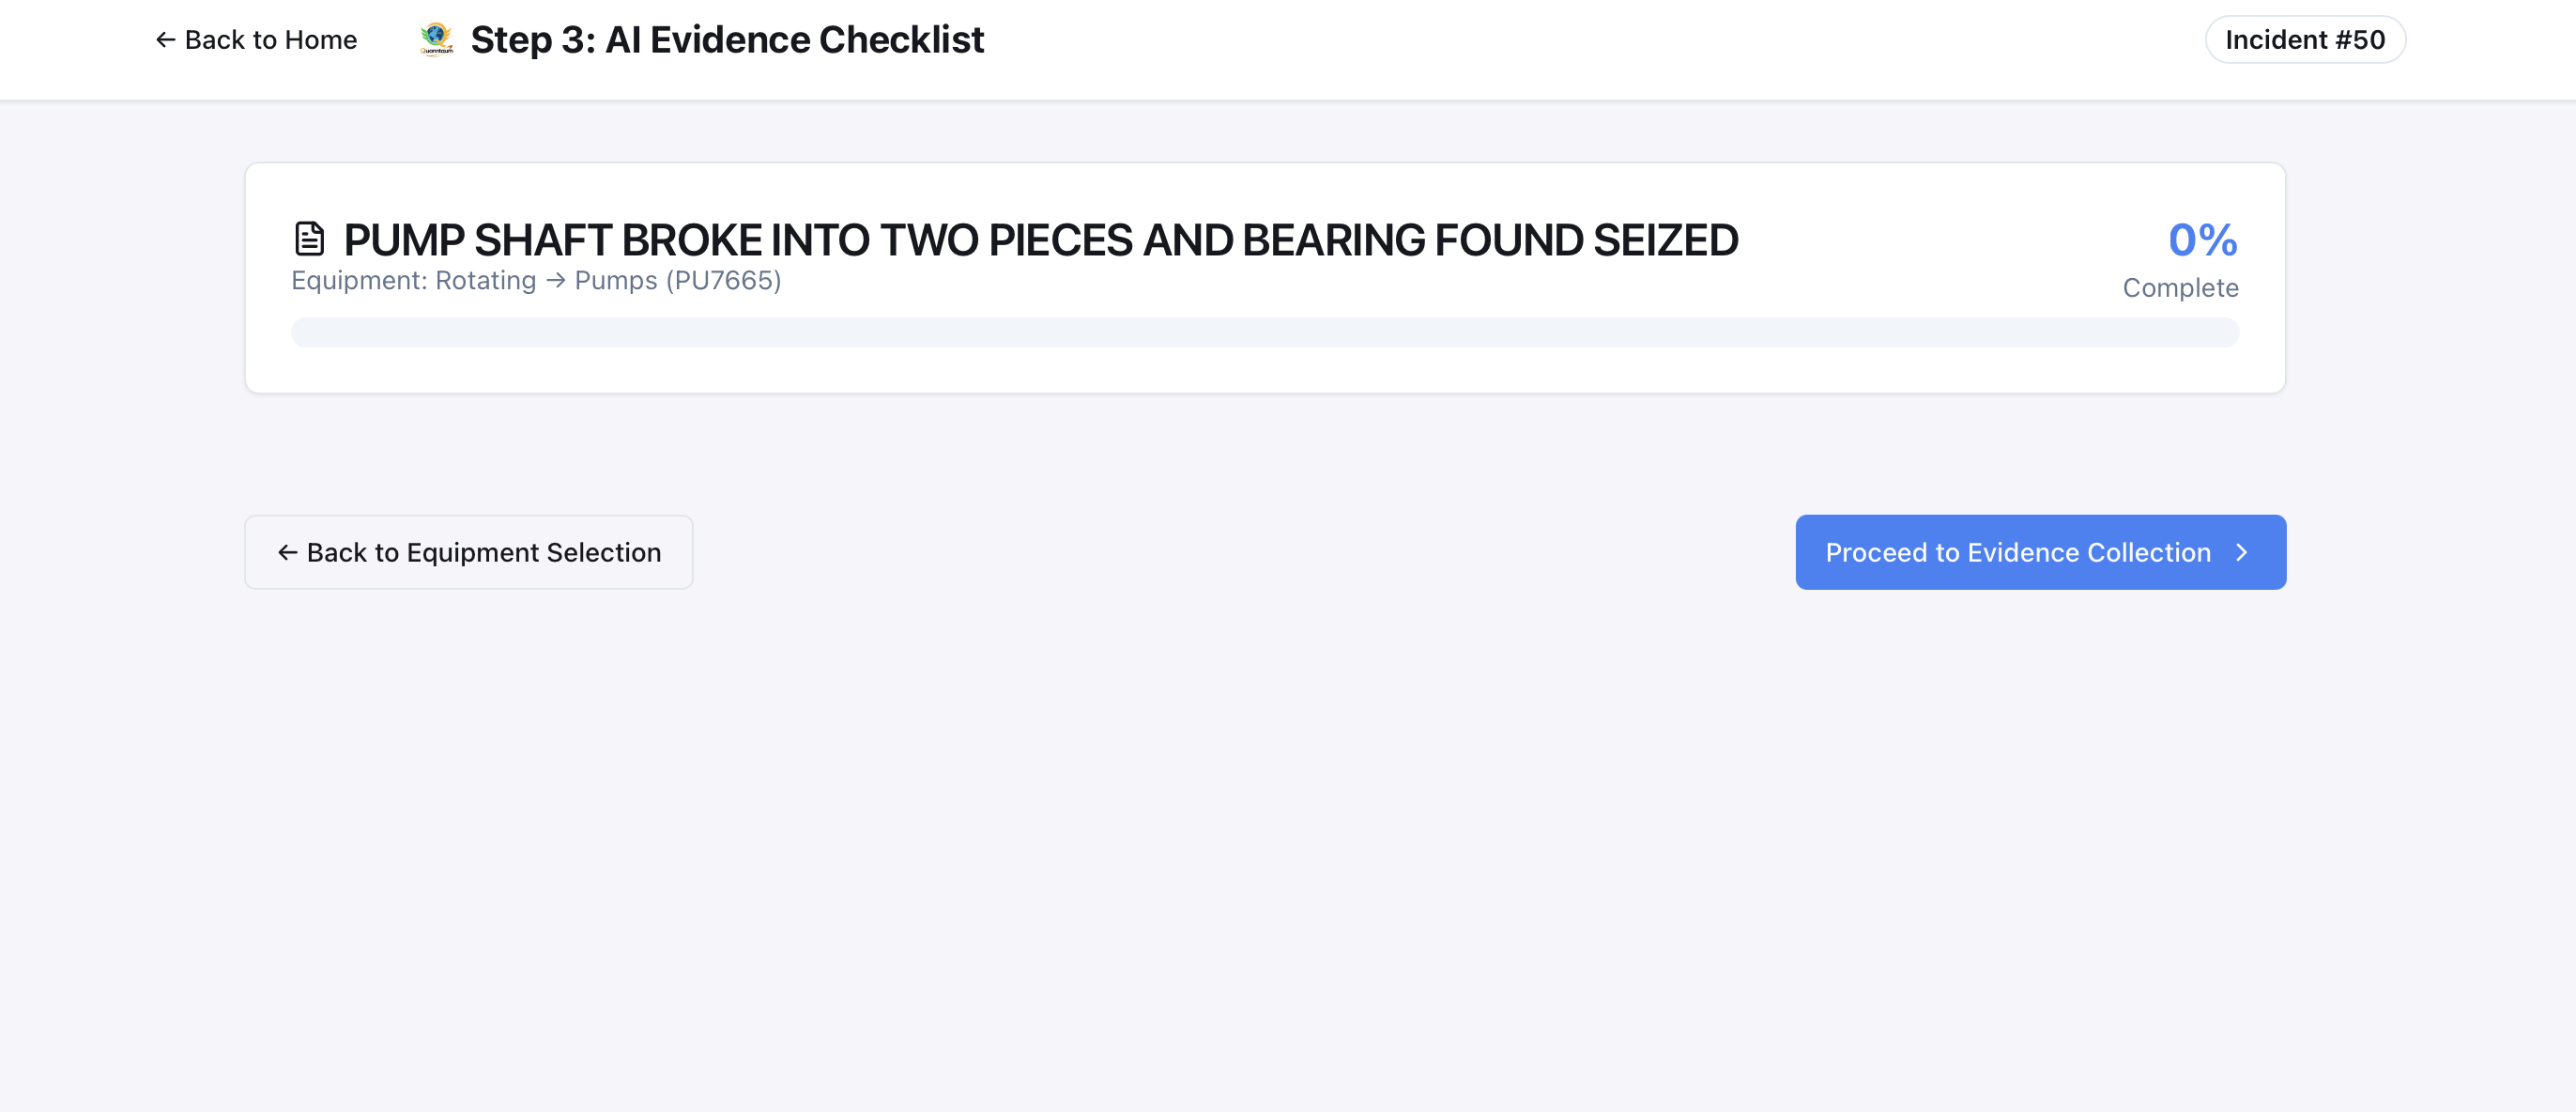 ← Back to Home
Quanntaum
Step 3: AI Evidence Checklist
Incident #50
PUMP SHAFT BROKE INTO TWO PIECES AND BEARING FOUND SEIZED
0%
Equipment: Rotating → Pumps (PU7665)
Complete
← Back to Equipment Selection
Proceed to Evidence Collection >